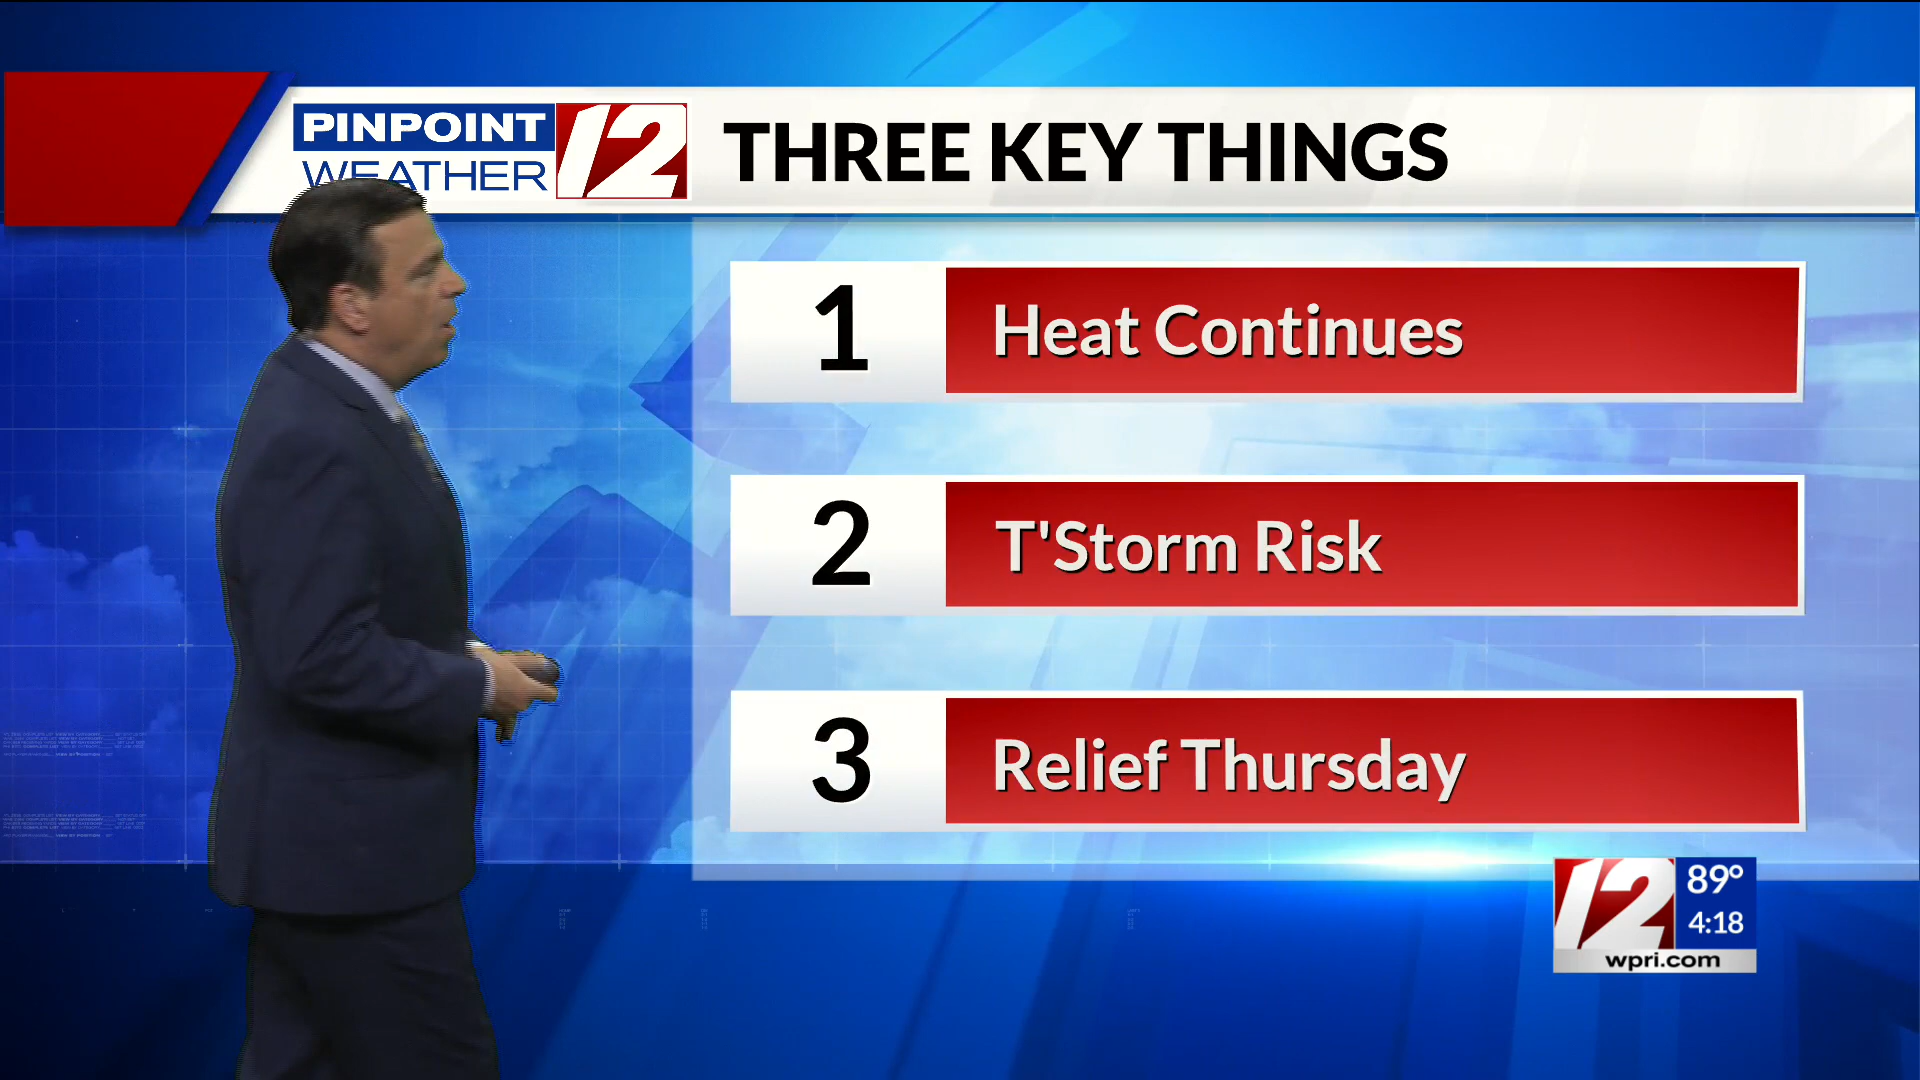 PINPOINT
WEATHER
12
THREE KEY THINGS
1
Heat Continues
2
T'Storm Risk
3
Relief Thursday
12
89°
4:18
wpri.com